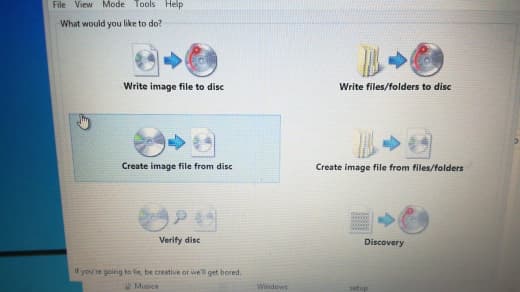 File View Mode Tools Help
What would you like to do?
Write image file to disc
Write files/folders to disc
Create image file from disc
Create image file from files/folders
Verify disc
Discovery
If you're going to lie, be creative or we'll get bored.
Musica
Windows
setup